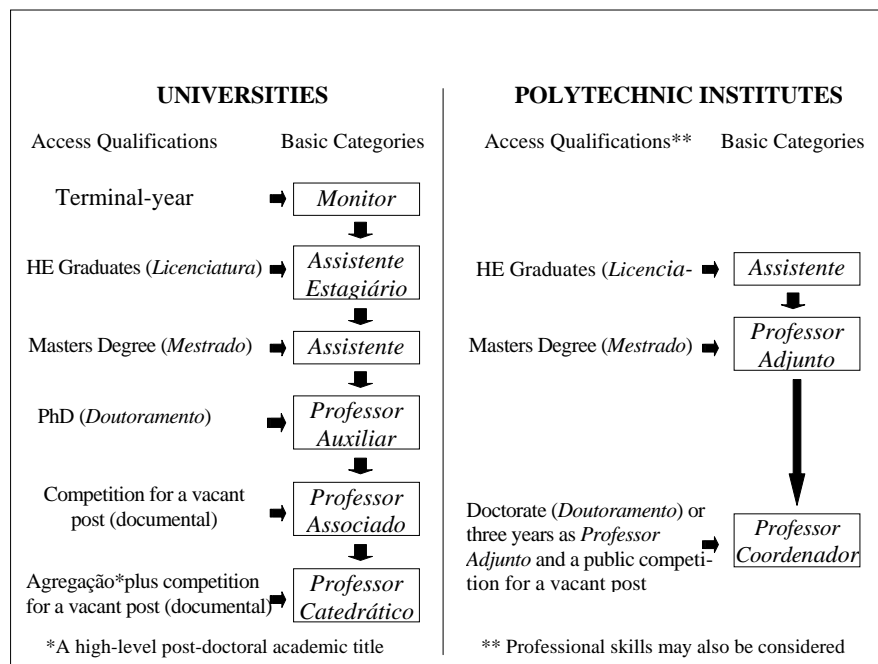 UNIVERSITIES
Access Qualifications Basic Categories
Terminal-year Monitor
HE Graduates (Licenciatura) Assistente
Estagiário
Masters Degree (Mestrado) Assistente
PhD (Doutoramento) Professor
Auxiliar
Competition for a vacant
post (documental)
Professor
Associado
Agregação*plus competition
for a vacant post (documental)
Professor
Catedrático
*A high-level post-doctoral academic title
POLYTECHNIC INSTITUTES
Access Qualifications** Basic Categories
HE Graduates (Licencia- Assistente
Masters Degree (Mestrado) Professor
Adjunto
Doctorate (Doutoramento) or
three years as Professor
Adjunto and a public competi-
tion for a vacant post
Professor
Coordenador
** Professional skills may also be considered